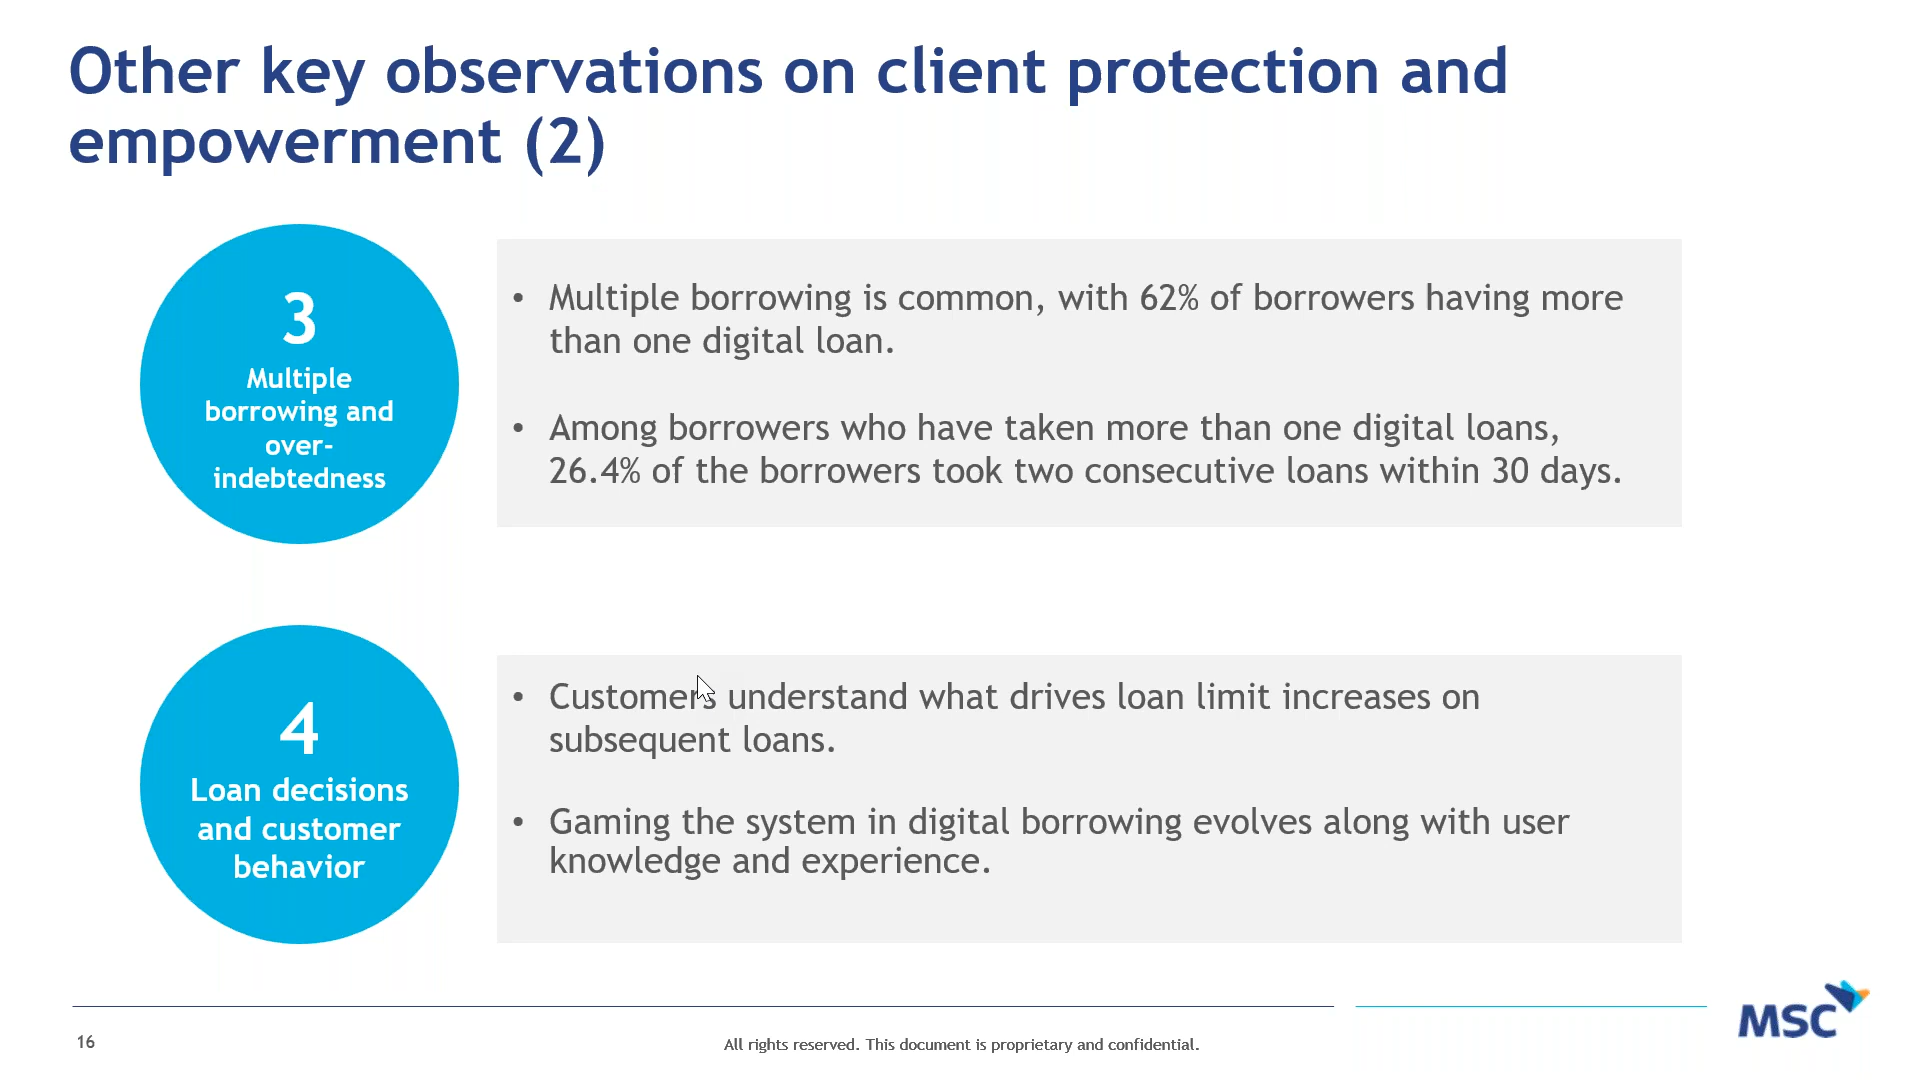 Other key observations on client protection and
empowerment (2)
3
Multiple
borrowing and
over-
indebtedness
• Multiple borrowing is common, with 62% of borrowers having more
than one digital loan.
• Among borrowers who have taken more than one digital loans,
26.4% of the borrowers took two consecutive loans within 30 days.
4
Loan decisions
and customer
behavior
• Customers understand what drives loan limit increases on
subsequent loans.
• Gaming the system in digital borrowing evolves along with user
knowledge and experience.
MSC
16
All rights reserved. This document is proprietary and confidential.